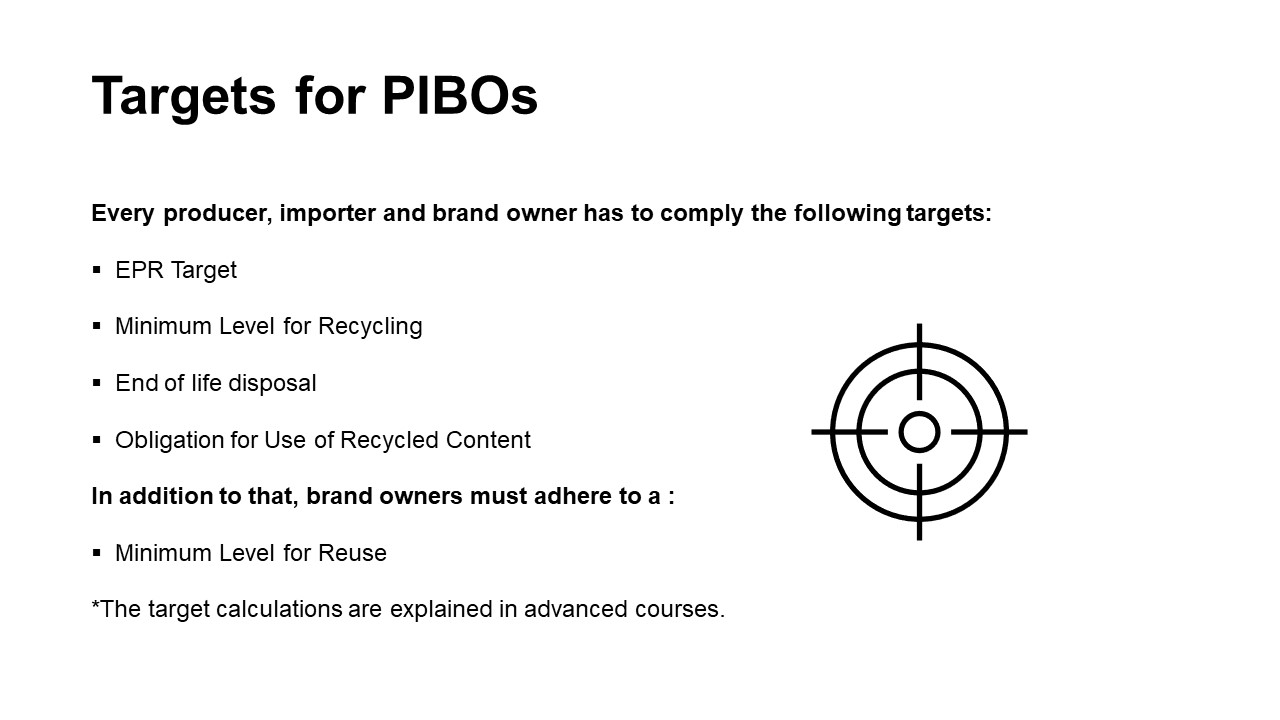 Targets for PIBOs
Every producer, importer and brand owner has to comply the following targets:
▪ EPR Target
▪ Minimum Level for Recycling
▪ End of life disposal
▪ Obligation for Use of Recycled Content
In addition to that, brand owners must adhere to a :
▪ Minimum Level for Reuse
*The target calculations are explained in advanced courses.